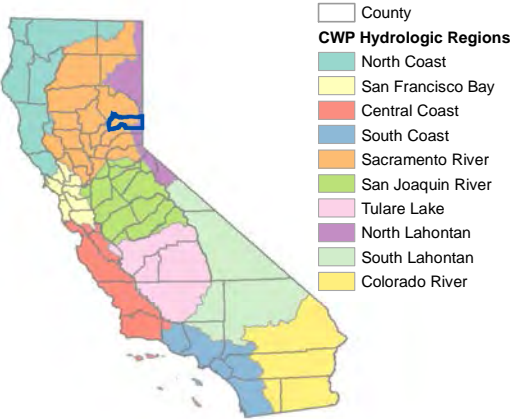 County
CWP Hydrologic Regions
North Coast
San Francisco Bay
Central Coast
South Coast
Sacramento River
San Joaquin River
Tulare Lake
North Lahontan
South Lahontan
Colorado River